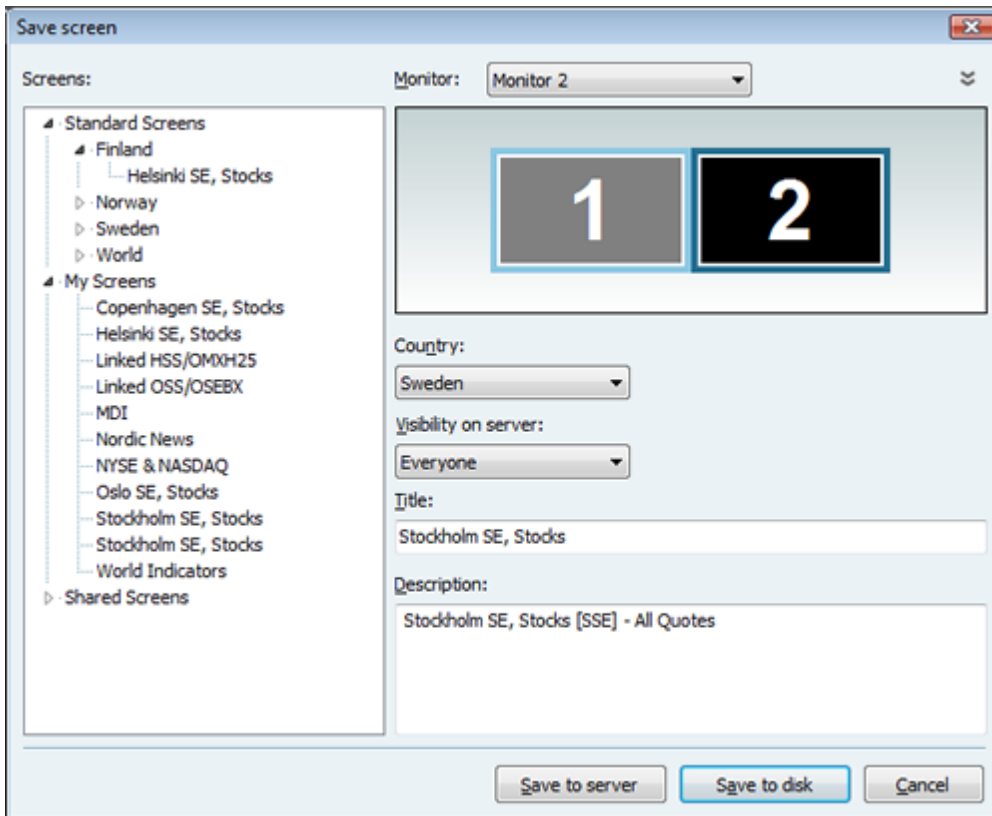 Save screen
Screens:
Monitor: Monitor 2
Standard Screens
Finland
Helsinki SE, Stocks
Norway
Sweden
World
My Screens
Copenhagen SE, Stocks
Helsinki SE, Stocks
Linked HSS/OMXH25
Linked OSS/OSEBX
MDI
Nordic News
NYSE & NASDAQ
Oslo SE, Stocks
Stockholm SE, Stocks
Stockholm SE, Stocks
World Indicators
Shared Screens
1 2
Country:
Sweden
Visibility on server:
Everyone
Title:
Stockholm SE, Stocks
Description:
Stockholm SE, Stocks [SSE] - All Quotes
Save to server Save to disk Cancel